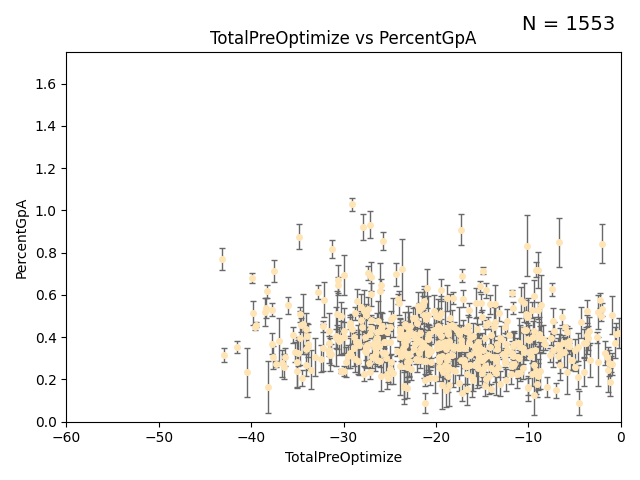 N = 1553
TotalPreOptimize vs PercentGpA
PercentGpA
1.6
1.4
1.2
1.0
0.8
0.6
0.4
0.2
0.0
−60 −50 −40 −30 −20 −10 0
TotalPreOptimize